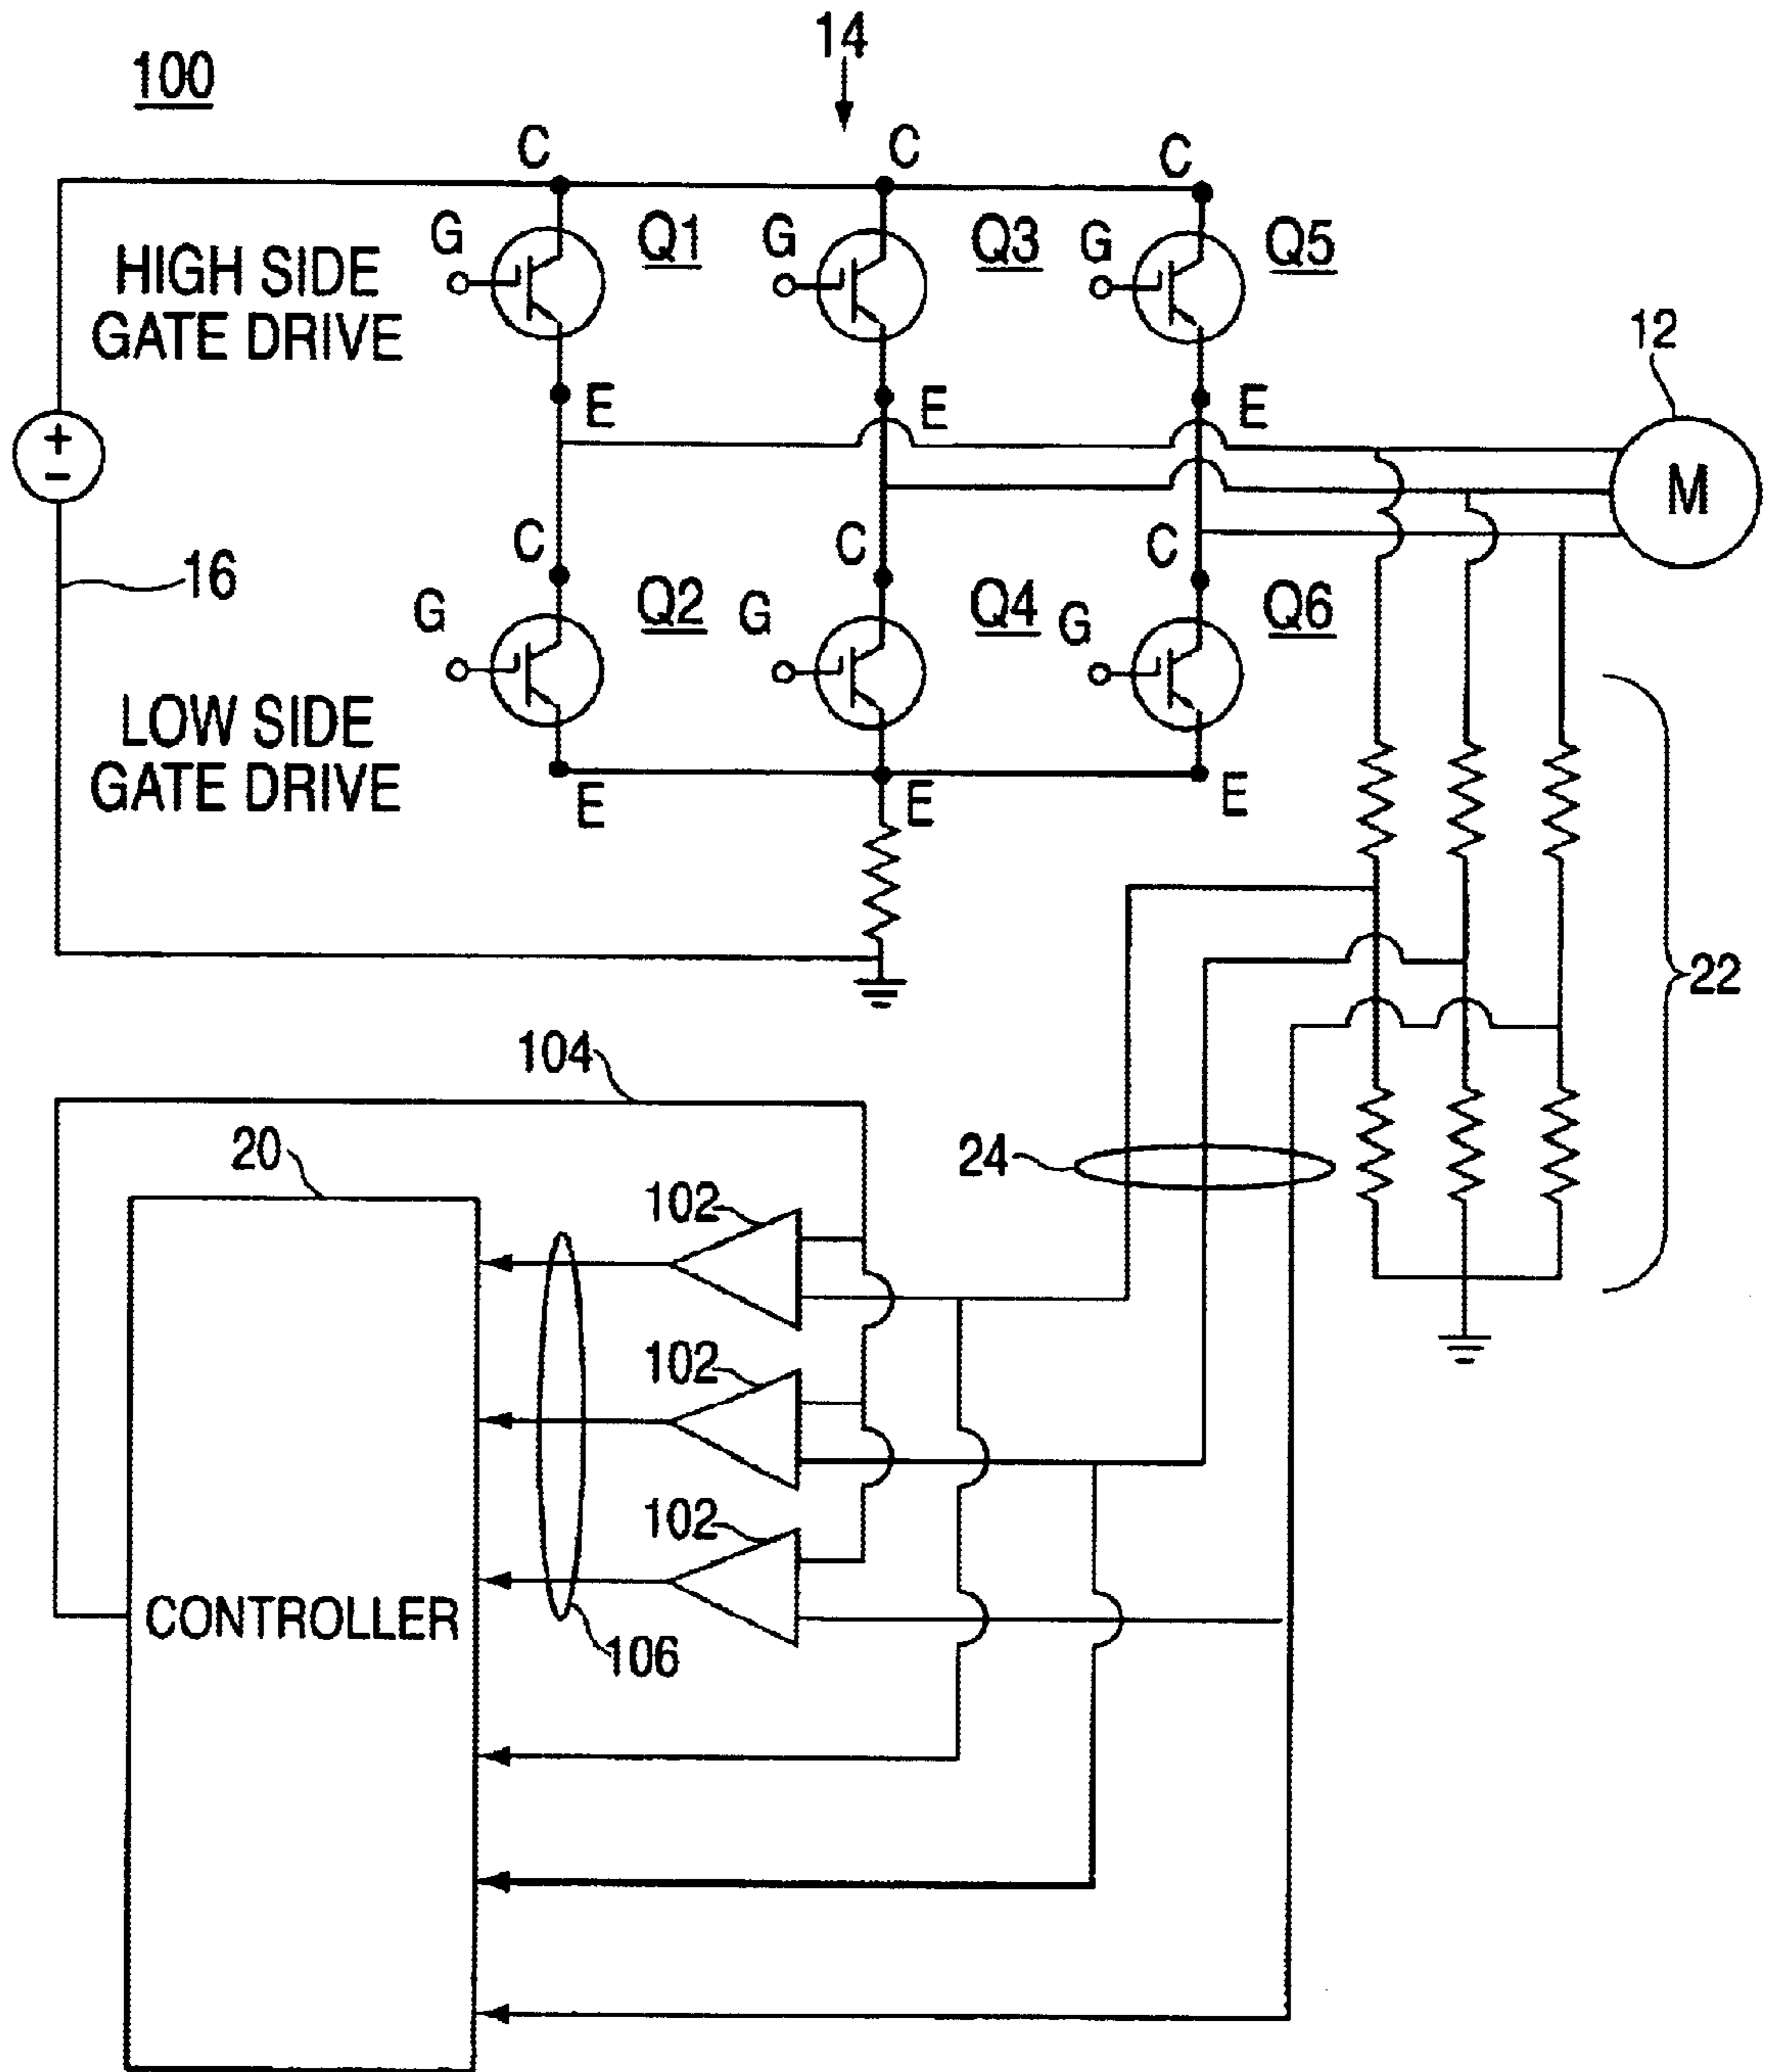 100
14
C
C
C
G
Q1
G
Q3
G
Q5
HIGH SIDE
GATE DRIVE
12
E
E
E
+
-
M
16
C
C
C
G
Q2
G
Q4
G
Q6
LOW SIDE
GATE DRIVE
E
E
E
22
104
24
20
102
102
102
CONTROLLER
106